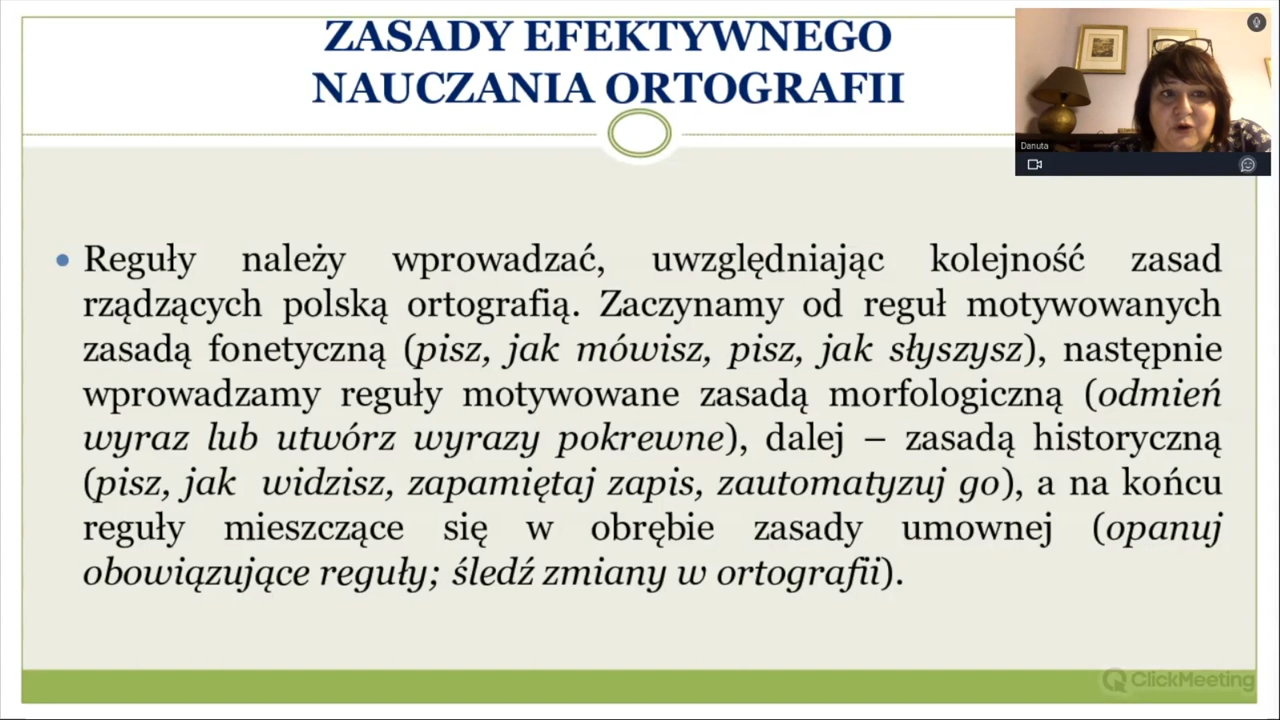 ZASADY EFEKTYWNEGO
NAUCZANIA ORTOGRAFII
Danuta
Reguły należy wprowadzać, uwzględniając kolejność zasad
rządzących polską ortografią. Zaczynamy od reguł motywowanych
zasadą fonetyczną (pisz, jak mówisz, pisz, jak słyszysz), następnie
wprowadzamy reguły motywowane zasadą morfologiczną (odmień
wyraz lub utwórz wyrazy pokrewne), dalej – zasadą historyczną
(pisz, jak widzisz, zapamiętaj zapis, zautomatyzuj go), a na końcu
reguły mieszczące się w obrębie zasady umownej (opanuj
obowiązujące reguły; śledź zmiany w ortografii).
ClickMeeting